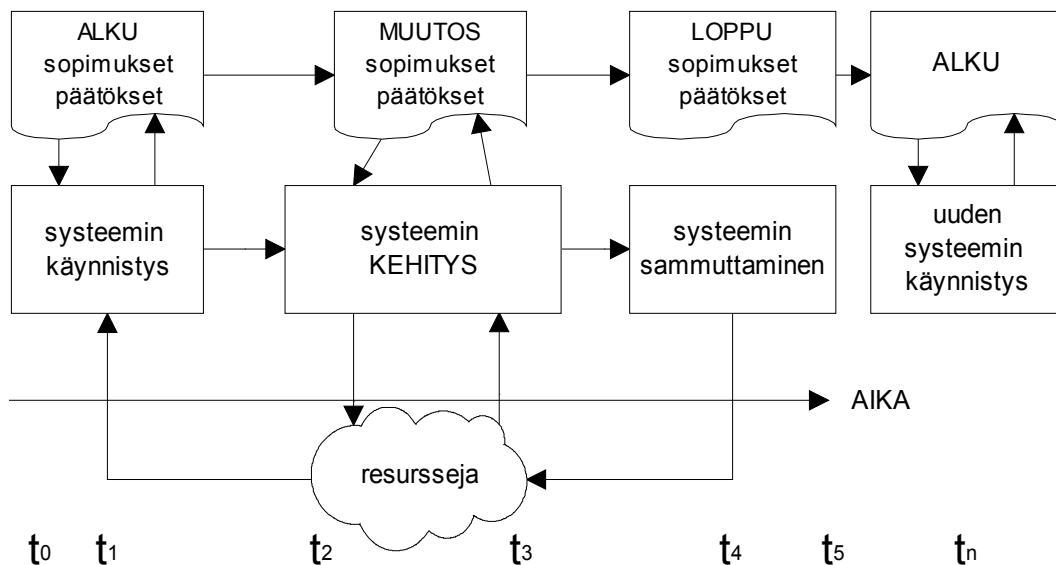 ALKU
sopimukset
päätökset
MUUTOS
sopimukset
päätökset
LOPPU
sopimukset
päätökset
ALKU
systeemin
käynnistys
systeemin
KEHITYS
systeemin
sammuttaminen
uuden
systeemin
käynnistys
AIKA
resursseja
t0 t1 t2 t3 t4 t5 tn